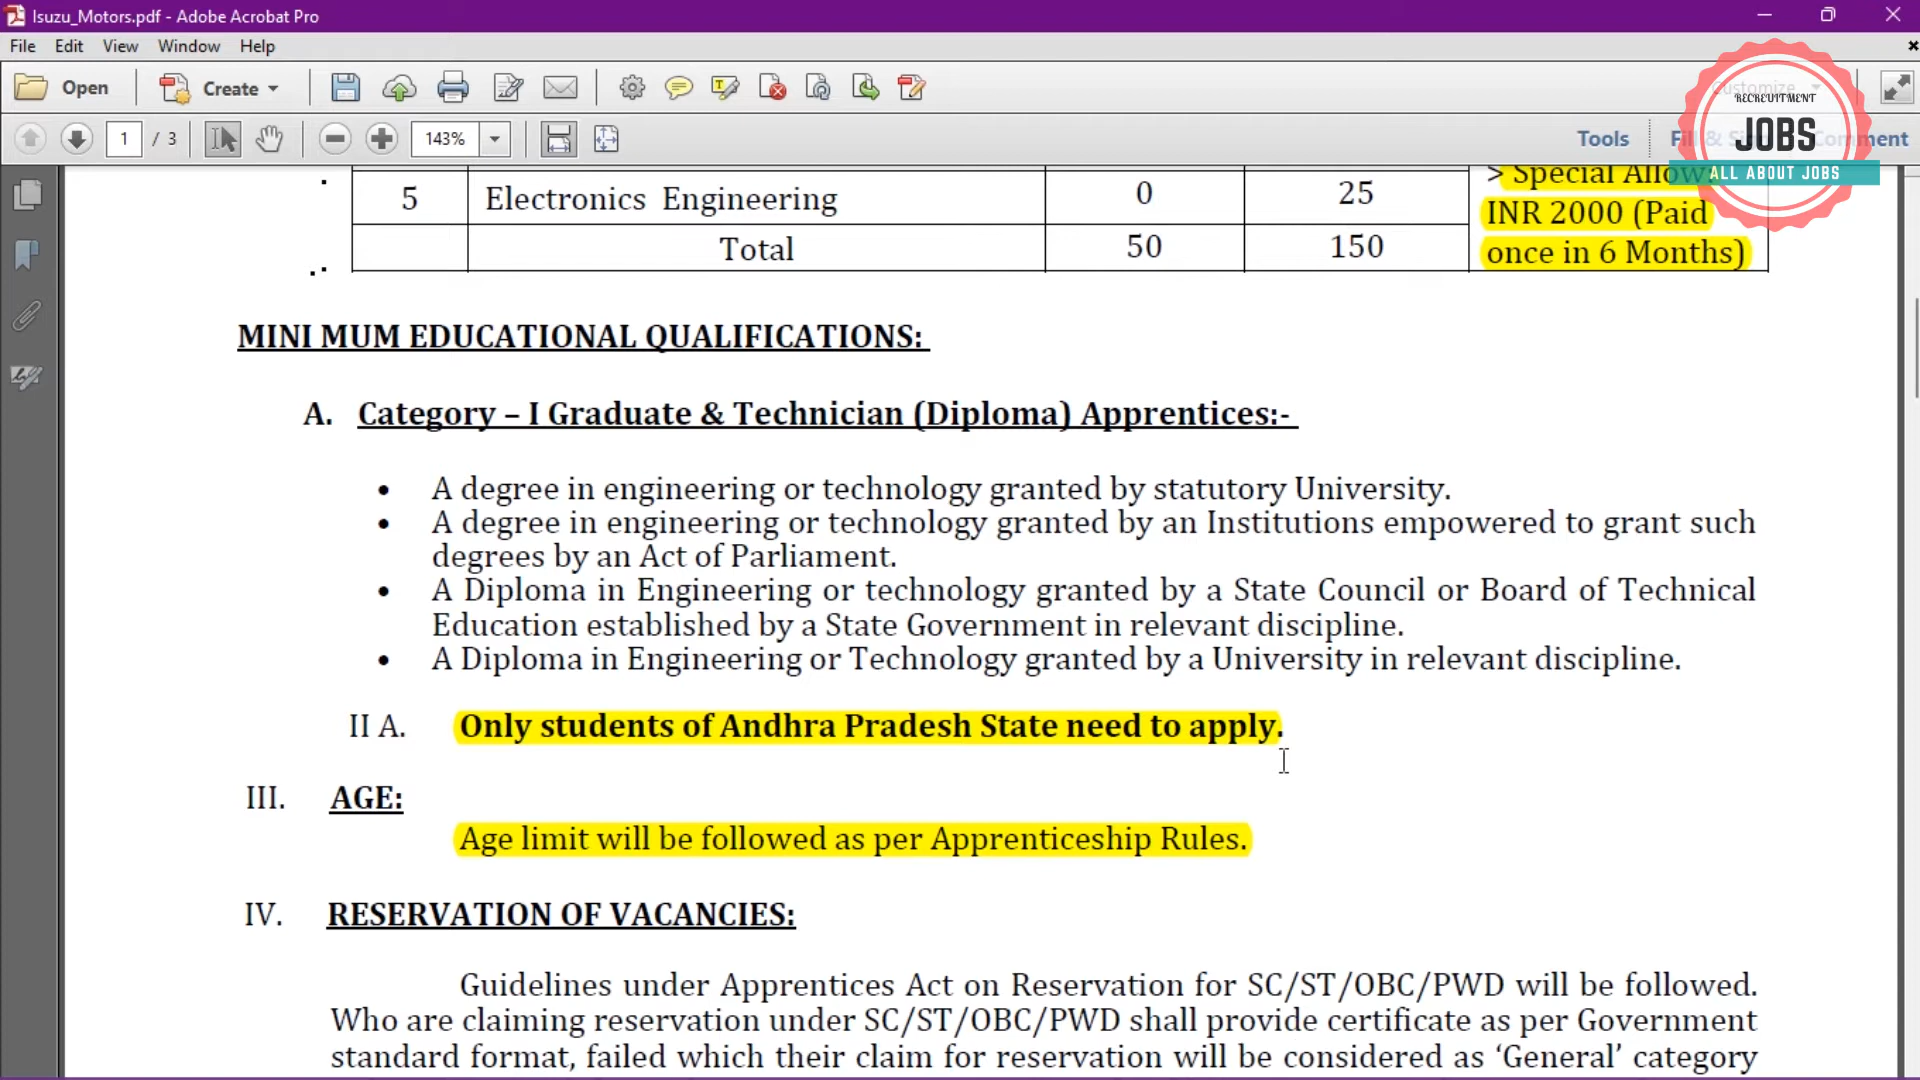 Isuzu_Motors.pdf - Adobe Acrobat Pro
File Edit View Window Help
Open Create Customize
1 / 3 143% Tools Fill & Sign Comment
RECREUITMENT
JOBS
ALL ABOUT JOBS
> Special Allow
5 Electronics Engineering 0 25 INR 2000 (Paid
Total 50 150 once in 6 Months)
MINI MUM EDUCATIONAL QUALIFICATIONS:
A. Category – I Graduate & Technician (Diploma) Apprentices:-
• A degree in engineering or technology granted by statutory University.
• A degree in engineering or technology granted by an Institutions empowered to grant such
degrees by an Act of Parliament.
• A Diploma in Engineering or technology granted by a State Council or Board of Technical
Education established by a State Government in relevant discipline.
• A Diploma in Engineering or Technology granted by a University in relevant discipline.
II A. Only students of Andhra Pradesh State need to apply.
III. AGE:
Age limit will be followed as per Apprenticeship Rules.
IV. RESERVATION OF VACANCIES:
Guidelines under Apprentices Act on Reservation for SC/ST/OBC/PWD will be followed.
Who are claiming reservation under SC/ST/OBC/PWD shall provide certificate as per Government
standard format, failed which their claim for reservation will be considered as ‘General’ category